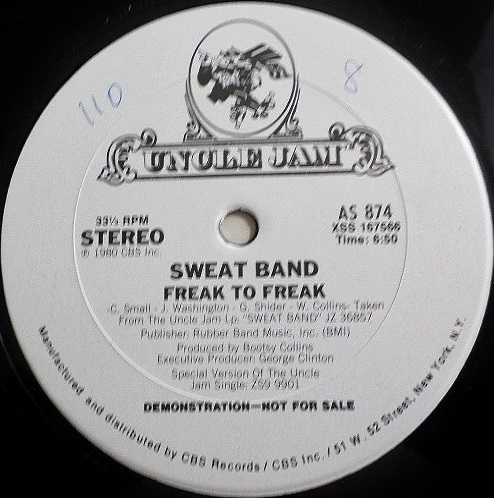 110
8
UNCLE JAM
33⅓ RPM
STEREO
℗ 1980 CBS Inc.
AS 874
XSS 167566
Time: 6:50
SWEAT BAND
FREAK TO FREAK
-C. Small - J. Washington - G. Shider - W. Collins- Taken
From The Uncle Jam Lp. "SWEAT BAND" JZ 36857
Publisher: Rubber Band Music, Inc. (BMI)
Produced by Bootsy Collins
Executive Producer: George Clinton
Special Version Of The Uncle
Jam Single: ZS9 9901
DEMONSTRATION—NOT FOR SALE
Manufactured and distributed by CBS Records / CBS Inc. / 51 W. 52 Street, New York, N.Y.